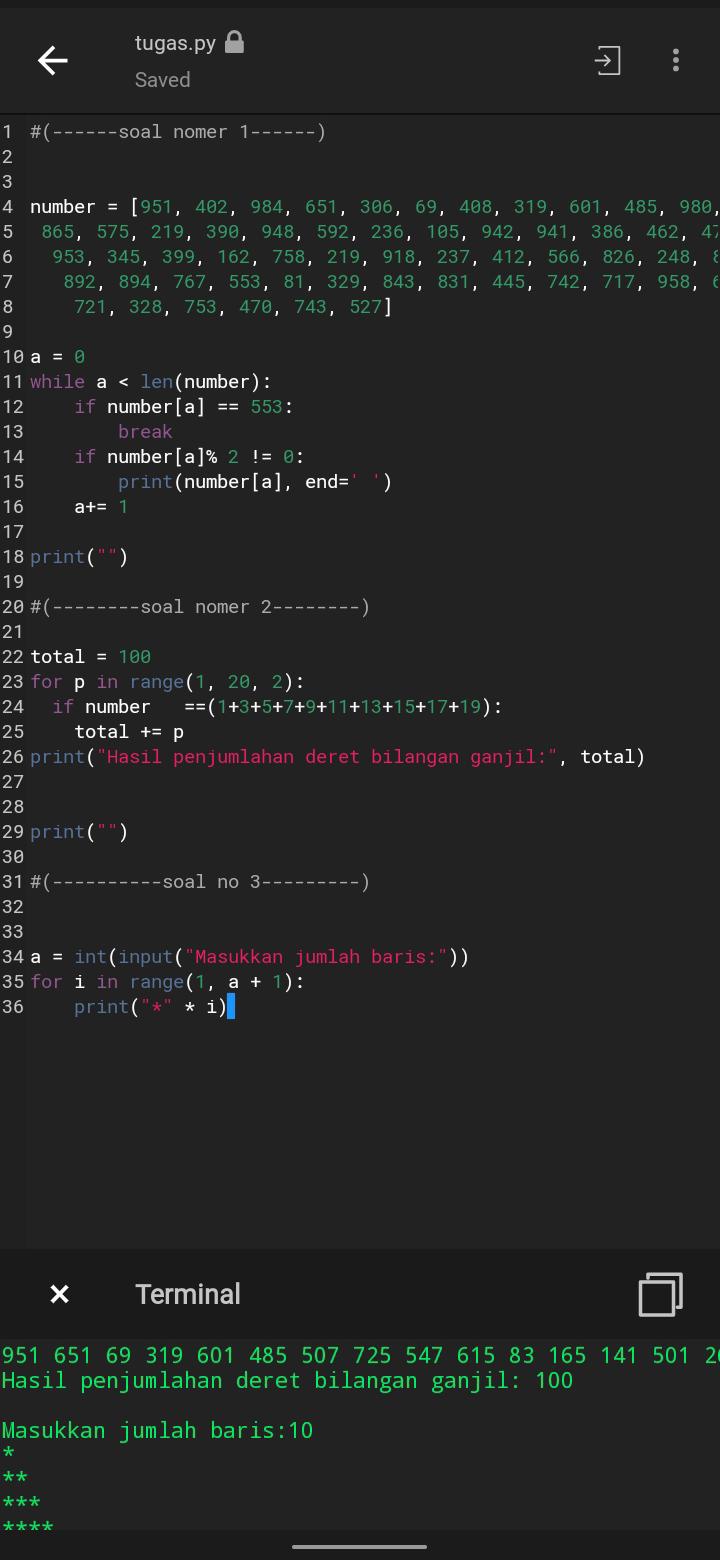 tugas.py
Saved
1 #(------soal nomer 1------)
2
3
4 number = [951, 402, 984, 651, 306, 69, 408, 319, 601, 485, 980,
5 865, 575, 219, 390, 948, 592, 236, 105, 942, 941, 386, 462, 47
6 953, 345, 399, 162, 758, 219, 918, 237, 412, 566, 826, 248,
7 892, 894, 767, 553, 81, 329, 843, 831, 445, 742, 717, 958,
8 721, 328, 753, 470, 743, 527]
9
10 a = 0
11 while a < len(number):
12     if number[a] == 553:
13         break
14     if number[a]% 2 != 0:
15         print(number[a], end=' ')
16     a+= 1
17
18 print("")
19
20 #(--------soal nomer 2--------)
21
22 total = 100
23 for p in range(1, 20, 2):
24   if number   ==(1+3+5+7+9+11+13+15+17+19):
25     total += p
26 print("Hasil penjumlahan deret bilangan ganjil:", total)
27
28
29 print("")
30
31 #(----------soal no 3---------)
32
33
34 a = int(input("Masukkan jumlah baris:"))
35 for i in range(1, a + 1):
36     print("*" * i)
Terminal
951 651 69 319 601 485 507 725 547 615 83 165 141 501
Hasil penjumlahan deret bilangan ganjil: 100
Masukkan jumlah baris:10
*
**
***
****